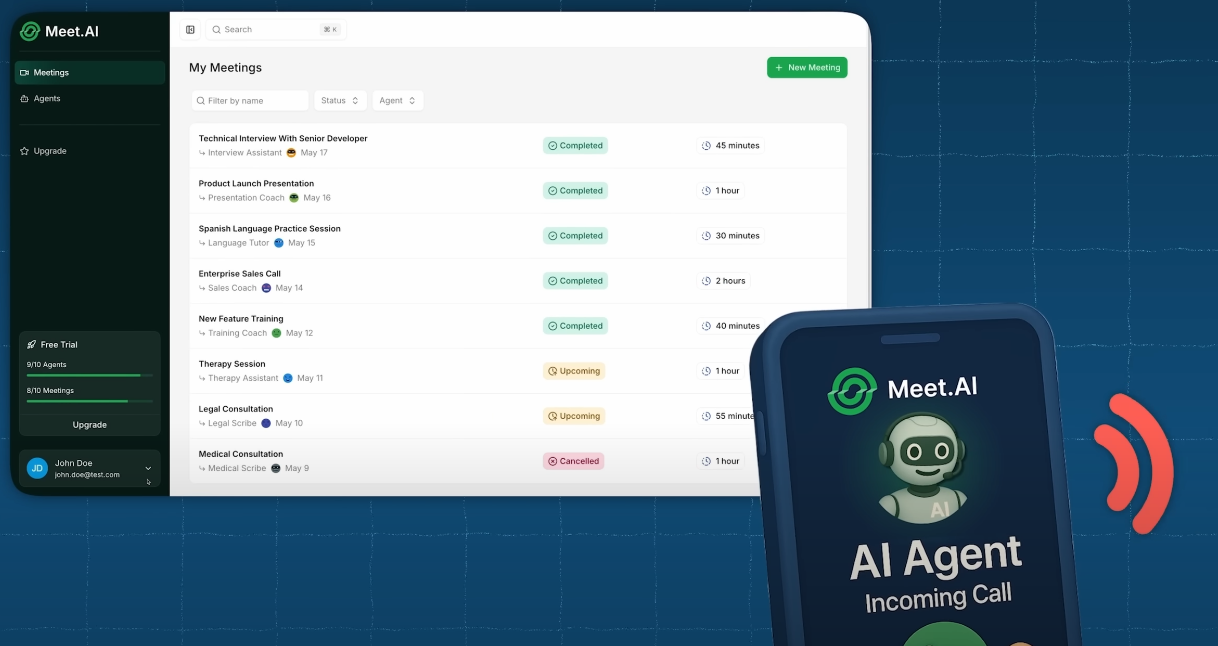 Meet.AI
Meetings
Agents
Upgrade
Free Trial
9/10 Agents
8/10 Meetings
Upgrade
JD
John Doe
john.doe@test.com
Search
⌘ K
My Meetings
+ New Meeting
Filter by name
Status
Agent
Technical Interview With Senior Developer
Interview Assistant May 17
Completed
45 minutes
Product Launch Presentation
Presentation Coach May 16
Completed
1 hour
Spanish Language Practice Session
Language Tutor May 15
Completed
30 minutes
Enterprise Sales Call
Sales Coach May 14
Completed
2 hours
New Feature Training
Training Coach May 12
Completed
40 minutes
Therapy Session
Therapy Assistant May 11
Upcoming
1 hour
Legal Consultation
Legal Scribe May 10
Upcoming
55 minute
Medical Consultation
Medical Scribe May 9
Cancelled
1 hour
Meet.AI
AI
AI Agent
Incoming Call